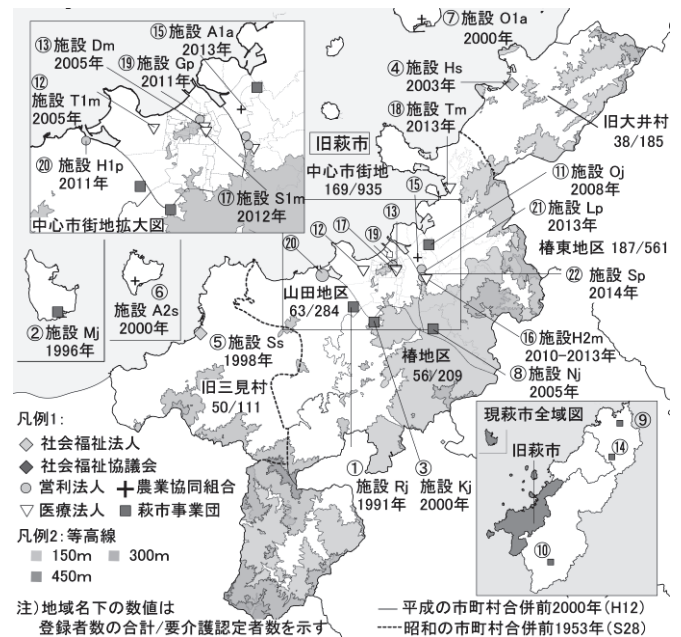 ⑮施設 A1a
2013年
⑬施設 Dm
2005年
⑲施設 Gp
2011年
⑫
施設 T1m
2005年
⑳ 施設 H1p
2011年
⑰施設 S1m
2012年
中心市街地拡大図
⑦施設 O1a
2000年
④施設 Hs
2003年
⑱施設 Tm
2013年
旧大井村
38/185
旧萩市
中心市街地
169/935
⑮
⑪施設 Oj
2008年
⑬
⑰
⑫
⑲
⑳
㉑施設 Lp
2013年
椿東地区 187/561
㉒ 施設 Sp
2014年
山田地区
63/284
⑥
施設 A2s
2000年
②施設 Mj
1996年
⑯施設H2m
2010-2013年
⑤施設 Ss
1998年
椿地区
56/209
⑧施設 Nj
2005年
旧三見村
50/111
凡例1:
社会福祉法人
社会福祉協議会
営利法人
農業協同組合
医療法人
萩市事業団
凡例2:等高線
150m
300m
450m
①
施設 Rj
1991年
③
施設 Kj
2000年
現萩市全域図
⑨
⑭
旧萩市
⑩
注)地域名下の数値は
登録者数の合計/要介護認定者数を示す
平成の市町村合併前2000年(H12)
昭和の市町村合併前1953年(S28)